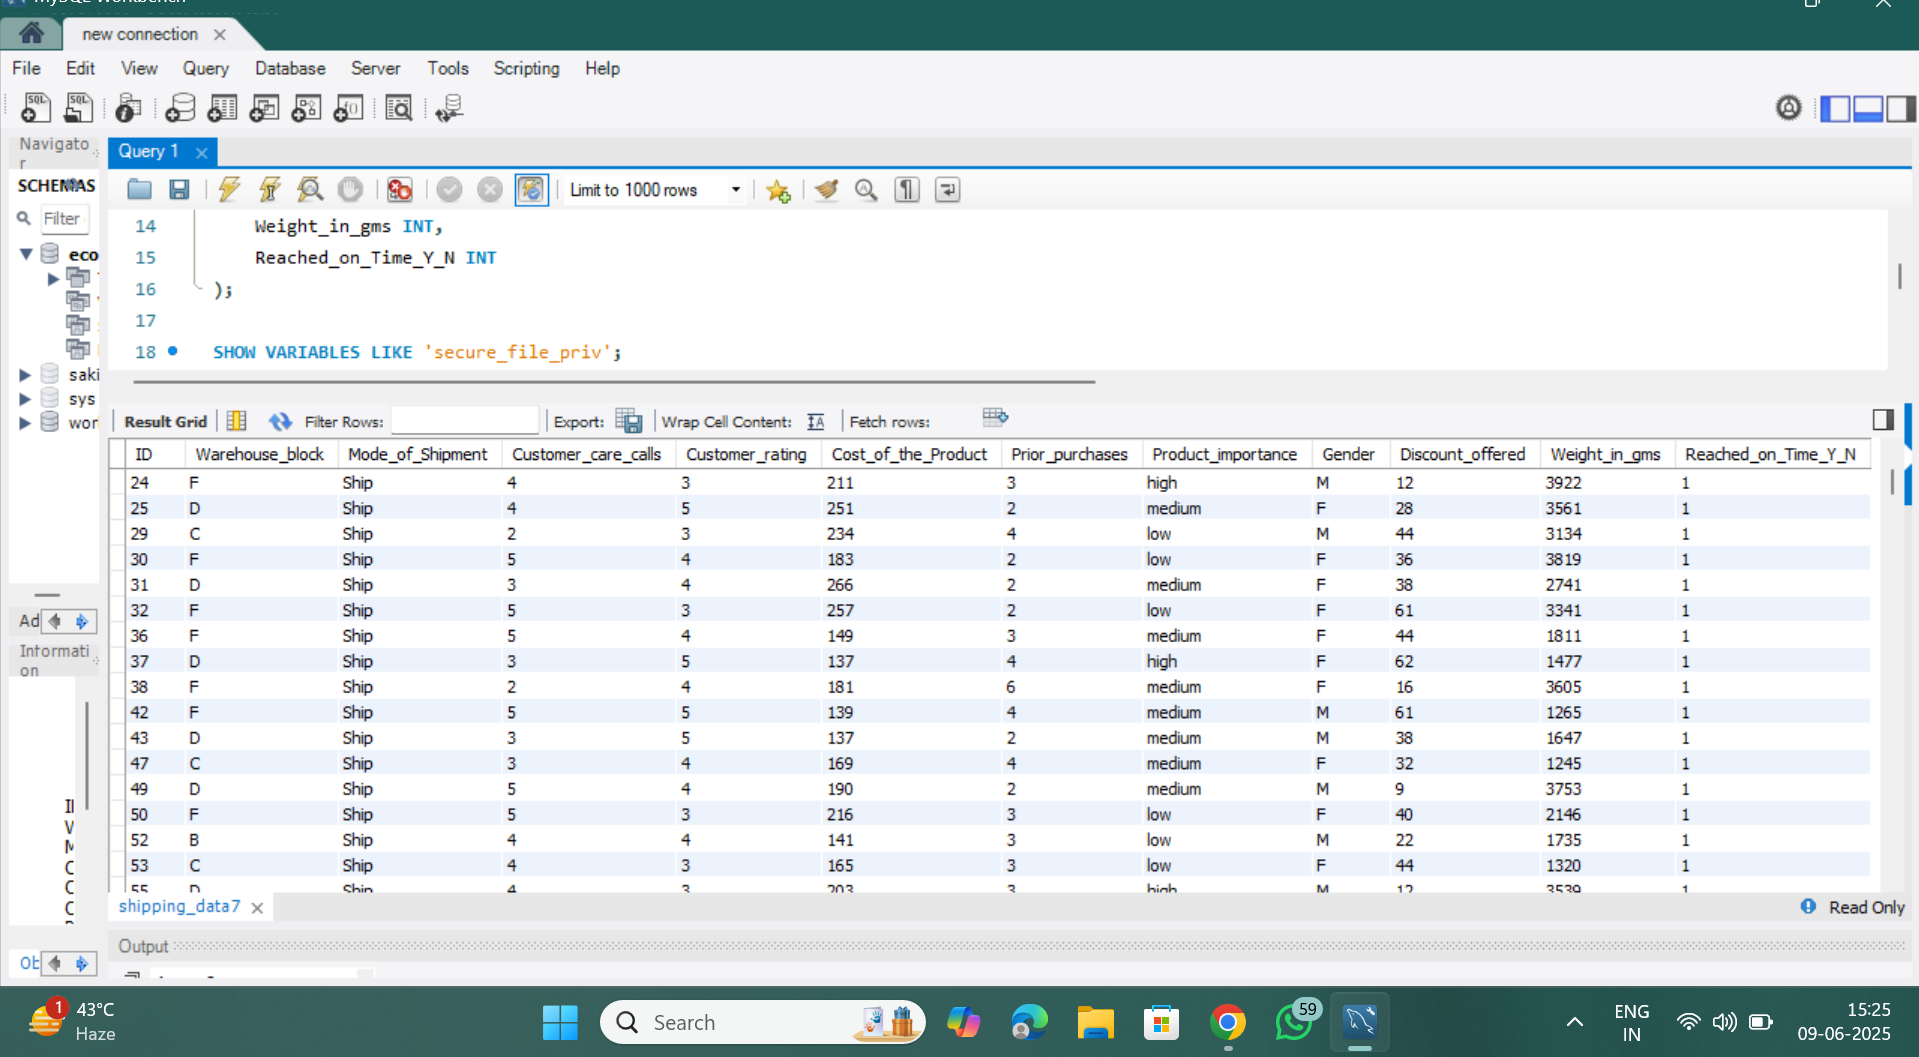 MySQL Workbench
new connection
File Edit View Query Database Server Tools Scripting Help
Navigato
r
Query 1
SCHEMAS
Limit to 1000 rows
Filter
eco
saki
sys
wor
14 Weight_in_gms INT,
15 Reached_on_Time_Y_N INT
16 );
17
18 SHOW VARIABLES LIKE 'secure_file_priv';
Result Grid Filter Rows: Export: Wrap Cell Content: Fetch rows:
ID Warehouse_block Mode_of_Shipment Customer_care_calls Customer_rating Cost_of_the_Product Prior_purchases Product_importance Gender Discount_offered Weight_in_gms Reached_on_Time_Y_N
24 F Ship 4 3 211 3 high M 12 3922 1
25 D Ship 4 5 251 2 medium F 28 3561 1
29 C Ship 2 3 234 4 low M 44 3134 1
30 F Ship 5 4 183 2 low F 36 3819 1
31 D Ship 3 4 266 2 medium F 38 2741 1
32 F Ship 5 3 257 2 low F 61 3341 1
36 F Ship 5 4 149 3 medium F 44 1811 1
37 D Ship 3 5 137 4 high F 62 1477 1
38 F Ship 2 4 181 6 medium F 16 3605 1
42 F Ship 5 5 139 4 medium M 61 1265 1
43 D Ship 3 5 137 2 medium M 38 1647 1
47 C Ship 3 4 169 4 medium F 32 1245 1
49 D Ship 5 4 190 2 medium M 9 3753 1
50 F Ship 5 3 216 3 low F 40 2146 1
52 B Ship 4 4 141 3 low M 22 1735 1
53 C Ship 4 3 165 3 low F 44 1320 1
55 D Ship 4 3 203 3 high M 12 3539 1
Ad
Informati
on
shipping_data7
Read Only
Output
Ob
1
43°C
Haze
Search
59
ENG
IN
15:25
09-06-2025